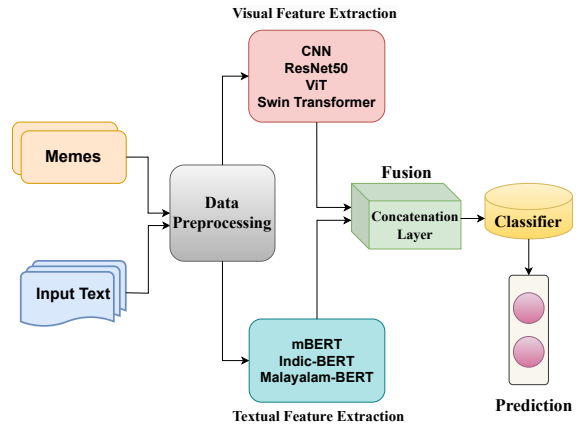 Visual Feature Extraction
CNN
ResNet50
ViT
Swin Transformer
Memes
Input Text
Data
Preprocessing
Fusion
Concatenation
Layer
Classifier
mBERT
Indic-BERT
Malayalam-BERT
Textual Feature Extraction
Prediction